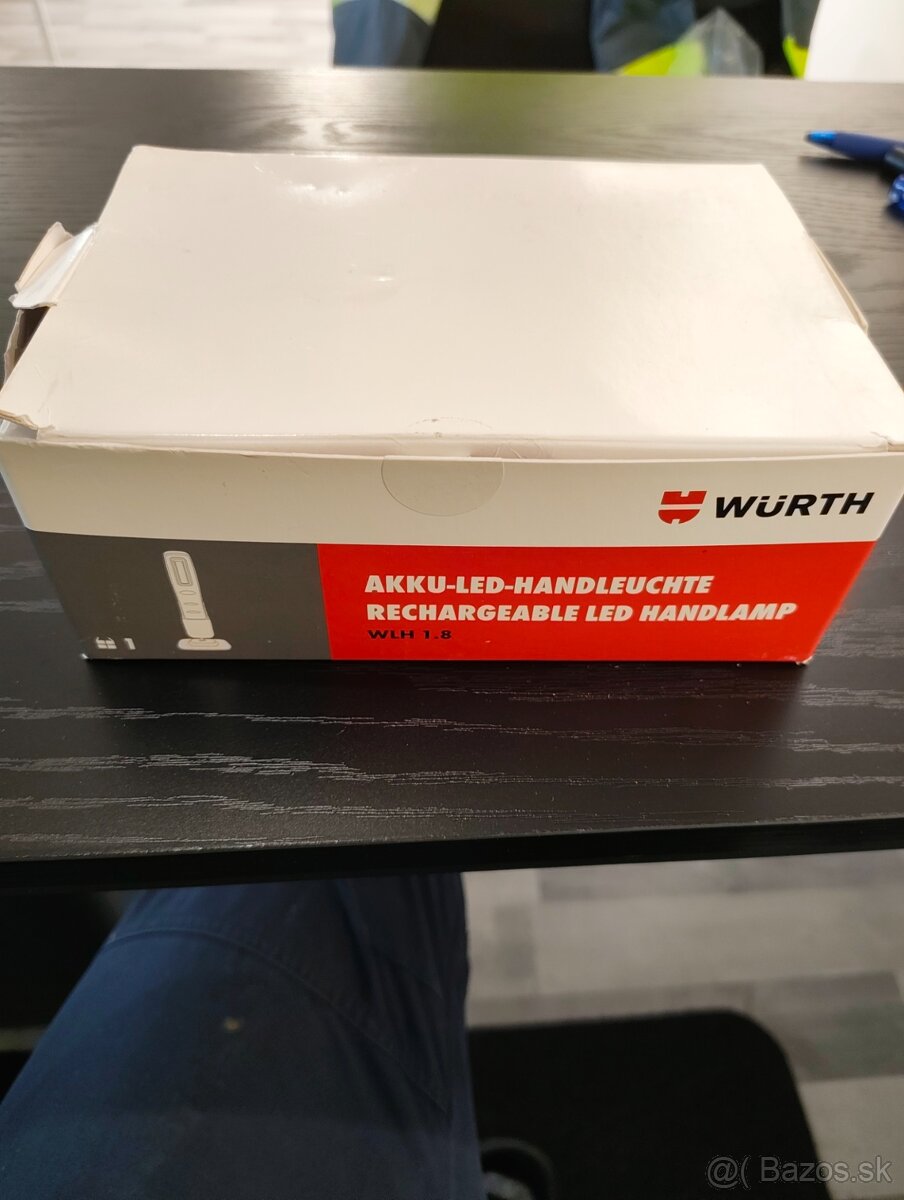 WÜRTH
AKKU-LED-HANDLEUCHTE
RECHARGEABLE LED HANDLAMP
WLH 1.8
1
@( Bazos.sk